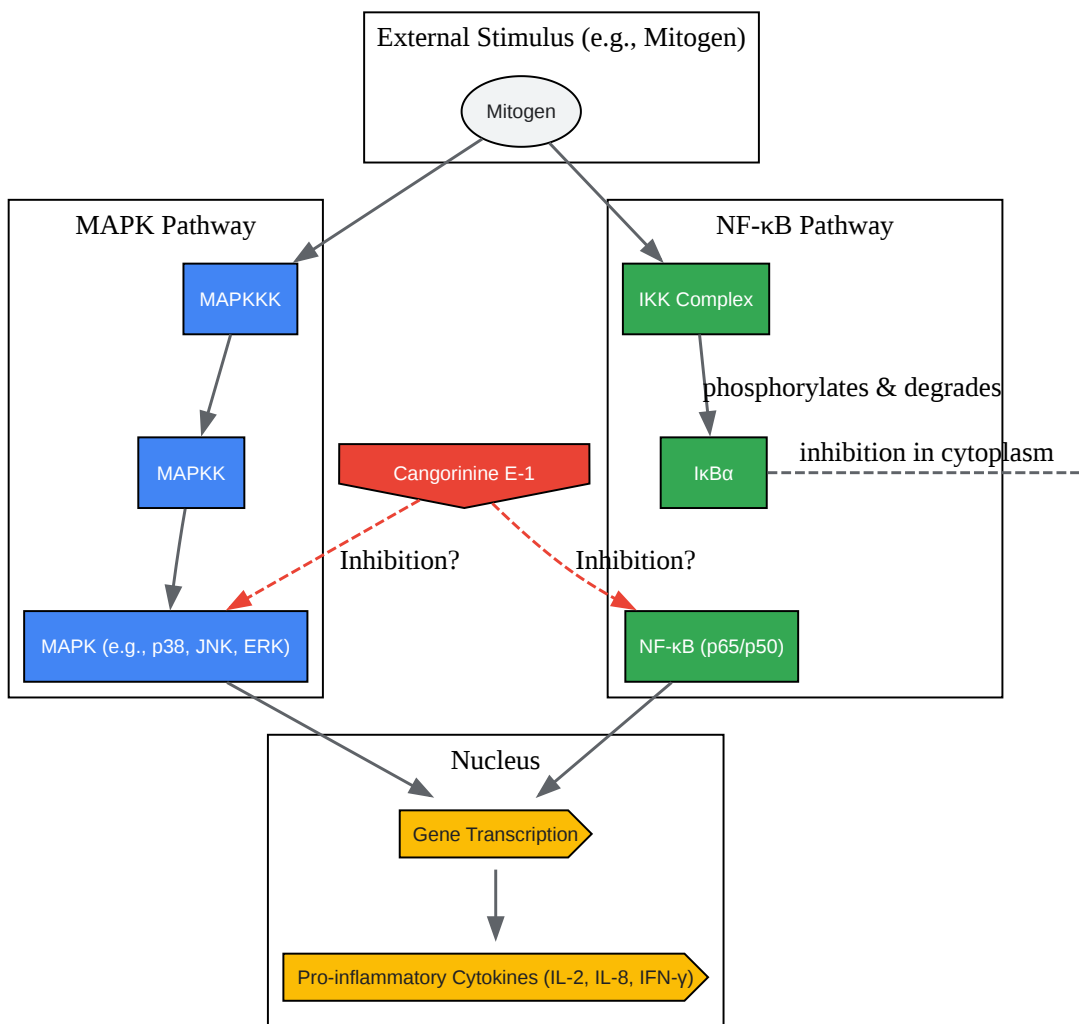 External Stimulus (e.g., Mitogen)
Mitogen
MAPK Pathway
NF-κB Pathway
MAPKKK
IKK Complex
phosphorylates & degrades
MAPKK
Cangorinine E-1
IκBα
inhibition in cytoplasm
Inhibition?
Inhibition?
MAPK (e.g., p38, JNK, ERK)
NF-κB (p65/p50)
Nucleus
Gene Transcription
Pro-inflammatory Cytokines (IL-2, IL-8, IFN-γ)